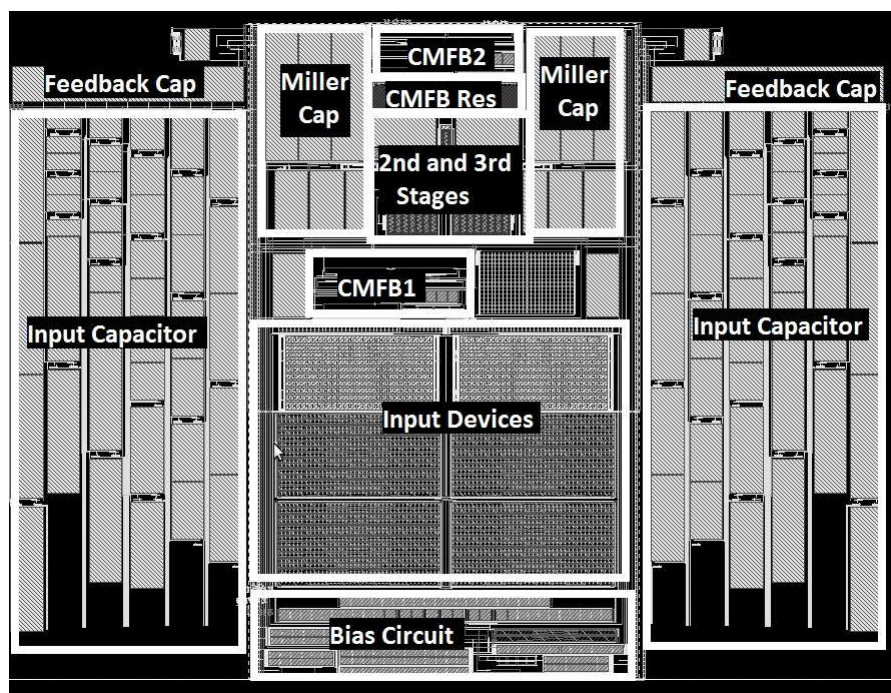 CMFB2
Feedback Cap
Miller
Cap
CMFB Res
Miller
Cap
Feedback Cap
2nd and 3rd
Stages
CMFB1
Input Capacitor
Input Capacitor
Input Devices
Bias Circuit